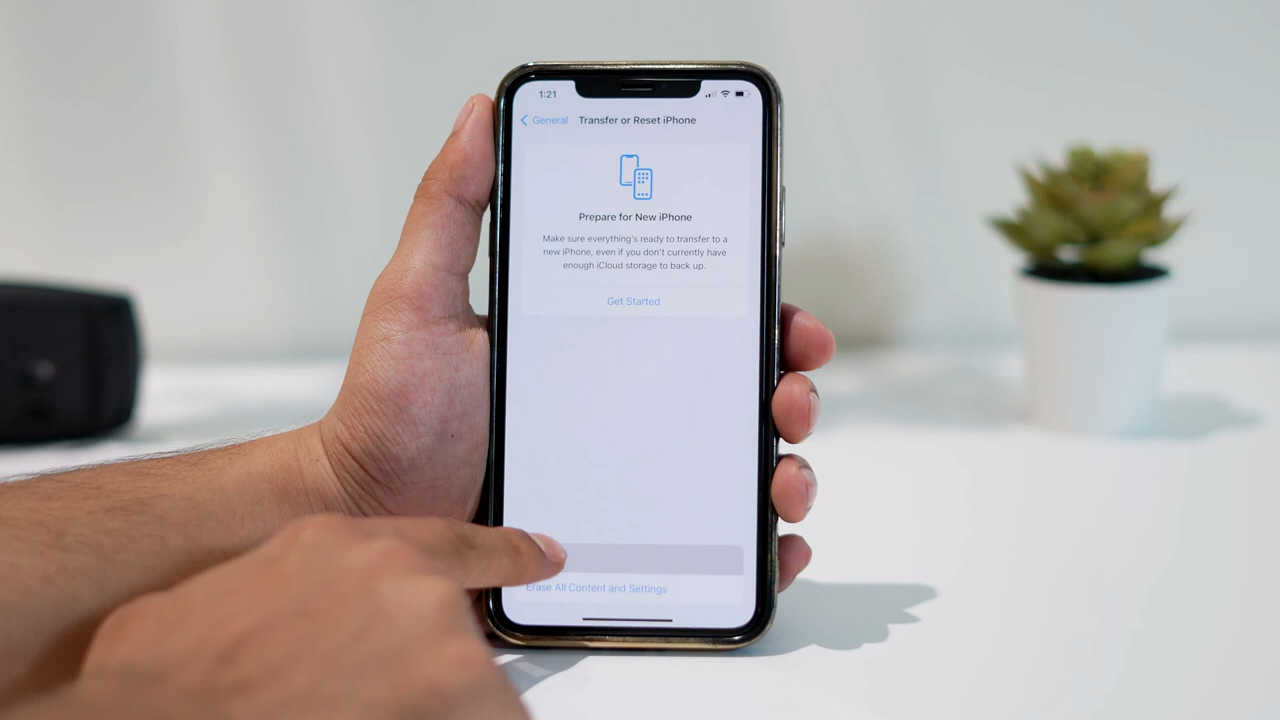 1:21
General Transfer or Reset iPhone
Prepare for New iPhone
Make sure everything's ready to transfer to a
new iPhone, even if you don't currently have
enough iCloud storage to back up.
Get Started
Erase All Content and Settings